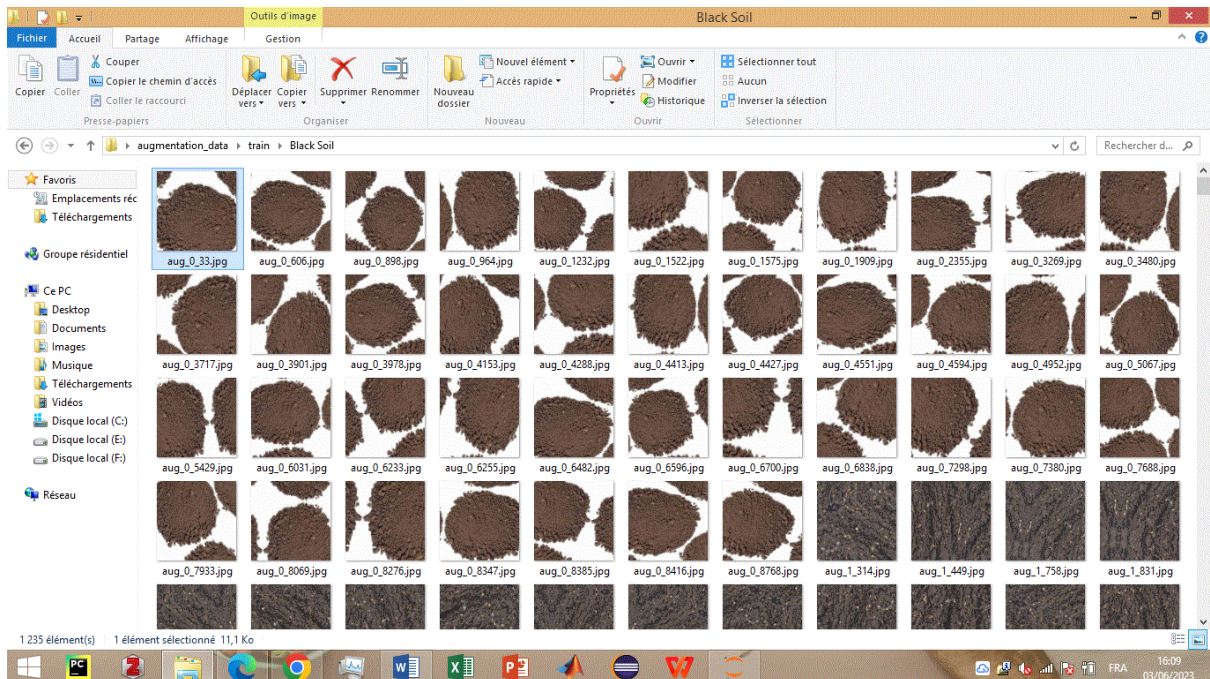 Outils d'image
Black Soil
Fichier Accueil Partage Affichage Gestion
Copier
Coller
Couper
Copier le chemin d'accès
Coller le raccourci
Presse-papiers
Déplacer vers
Copier vers
Supprimer
Renommer
Organiser
Nouveau dossier
Nouvel élément
Accès rapide
Nouveau
Propriétés
Ouvrir
Modifier
Historique
Ouvrir
Sélectionner tout
Aucun
Inverser la sélection
Sélectionner
augmentation_data train Black Soil
Rechercher d...
Favoris
Emplacements réc
Téléchargements
Groupe résidentiel
Ce PC
Desktop
Documents
Images
Musique
Téléchargements
Vidéos
Disque local (C:)
Disque local (E:)
Disque local (F:)
Réseau
aug_0_33.jpg aug_0_606.jpg aug_0_898.jpg aug_0_964.jpg aug_0_1232.jpg aug_0_1522.jpg aug_0_1575.jpg aug_0_1909.jpg aug_0_2355.jpg aug_0_3269.jpg aug_0_3480.jpg
aug_0_3717.jpg aug_0_3901.jpg aug_0_3978.jpg aug_0_4153.jpg aug_0_4288.jpg aug_0_4413.jpg aug_0_4427.jpg aug_0_4551.jpg aug_0_4594.jpg aug_0_4952.jpg aug_0_5067.jpg
aug_0_5429.jpg aug_0_6031.jpg aug_0_6233.jpg aug_0_6255.jpg aug_0_6482.jpg aug_0_6596.jpg aug_0_6700.jpg aug_0_6838.jpg aug_0_7298.jpg aug_0_7380.jpg aug_0_7688.jpg
aug_0_7933.jpg aug_0_8069.jpg aug_0_8276.jpg aug_0_8347.jpg aug_0_8385.jpg aug_0_8416.jpg aug_0_8768.jpg aug_1_314.jpg aug_1_449.jpg aug_1_758.jpg aug_1_831.jpg
1 235 élément(s) 1 élément sélectionné 11,1 Ko
FRA
16:09
03/06/2023